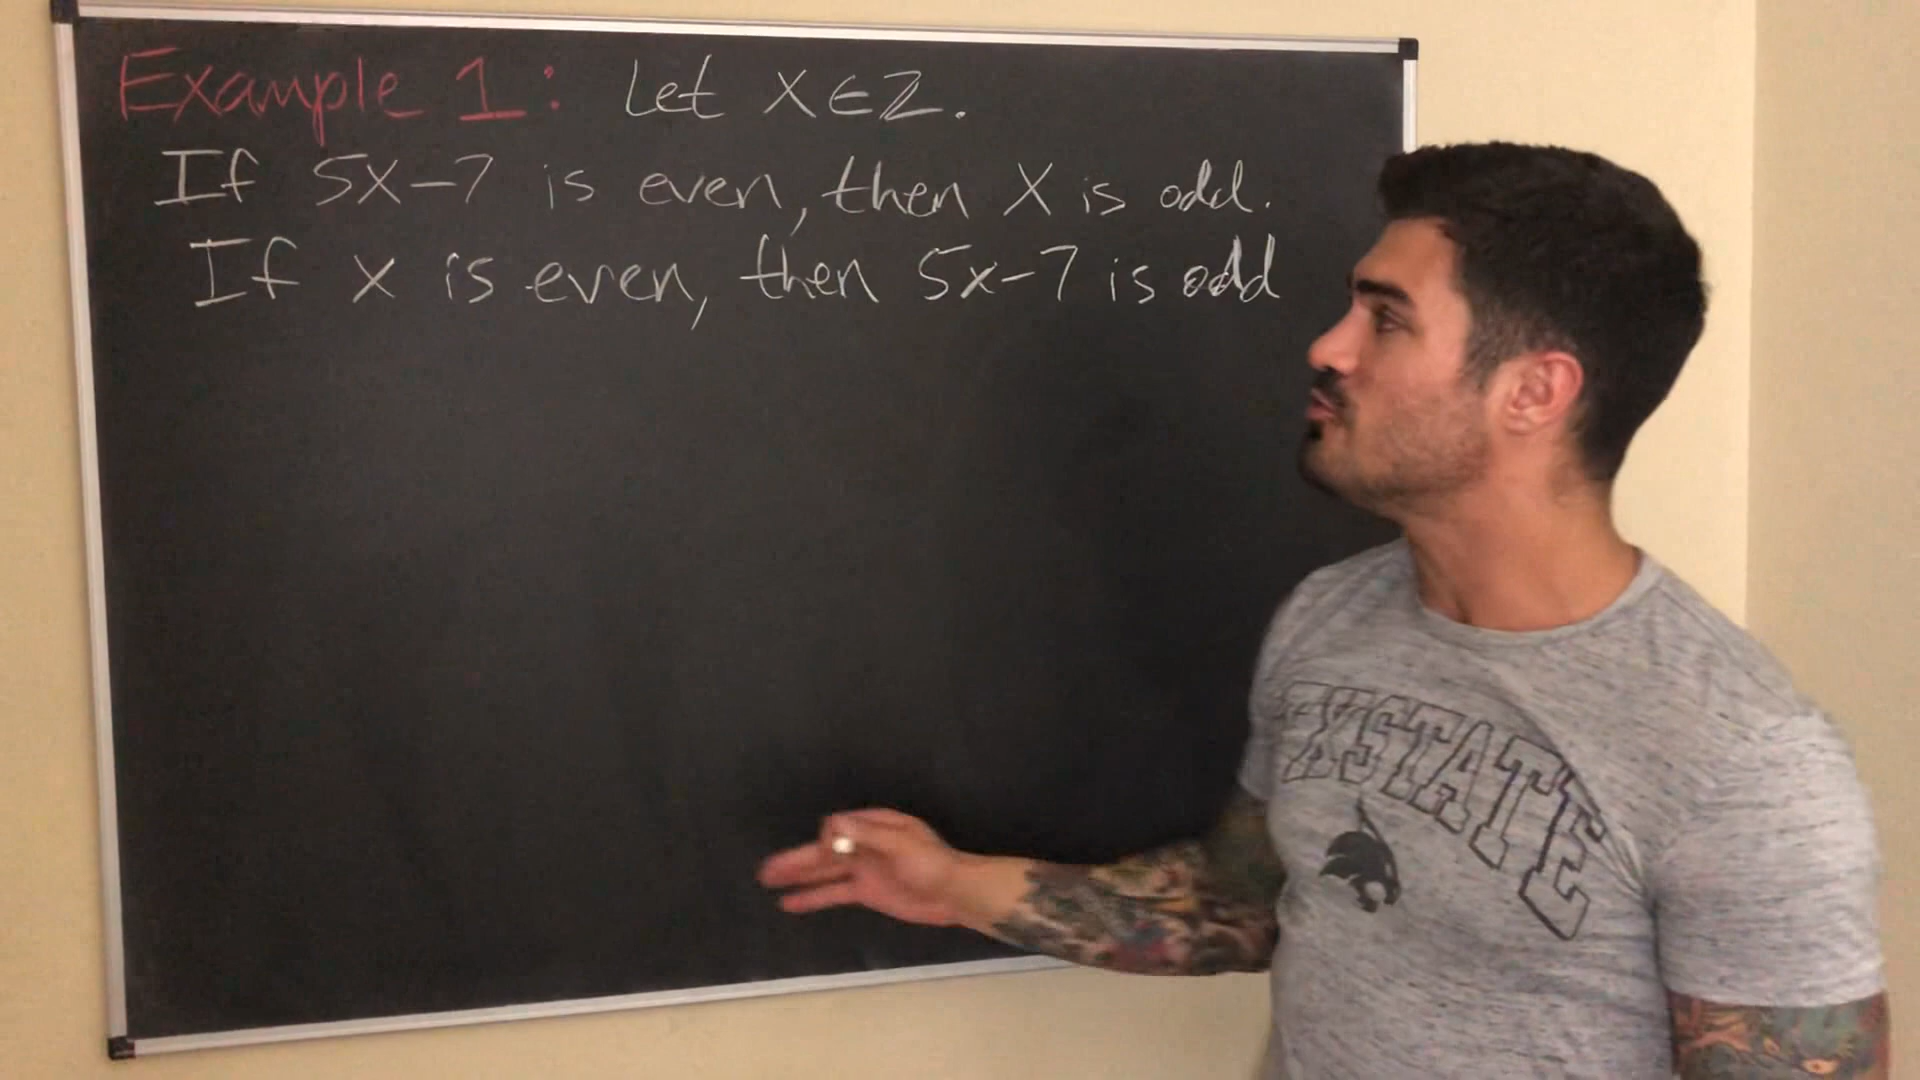 Example 1: Let x ∈ Z.
If 5x-7 is even, then x is odd.
If x is even, then 5x-7 is odd
TXSTATE